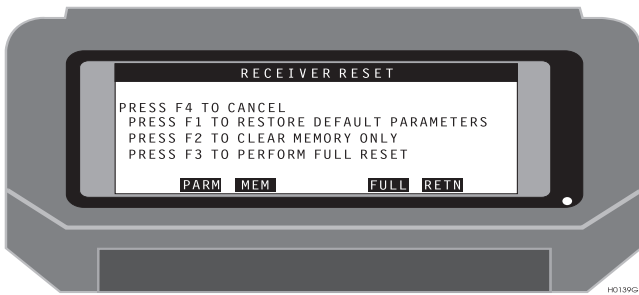 RECEIVER RESET
PRESS F4 TO CANCEL
PRESS F1 TO RESTORE DEFAULT PARAMETERS
PRESS F2 TO CLEAR MEMORY ONLY
PRESS F3 TO PERFORM FULL RESET
PARM MEM FULL RETN
H0139G